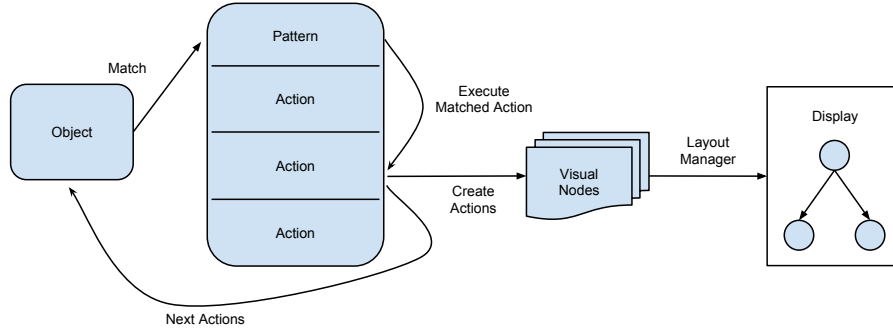 Object
Match
Pattern
Action
Action
Action
Execute
Matched Action
Next Actions
Create
Actions
Visual
Nodes
Layout
Manager
Display